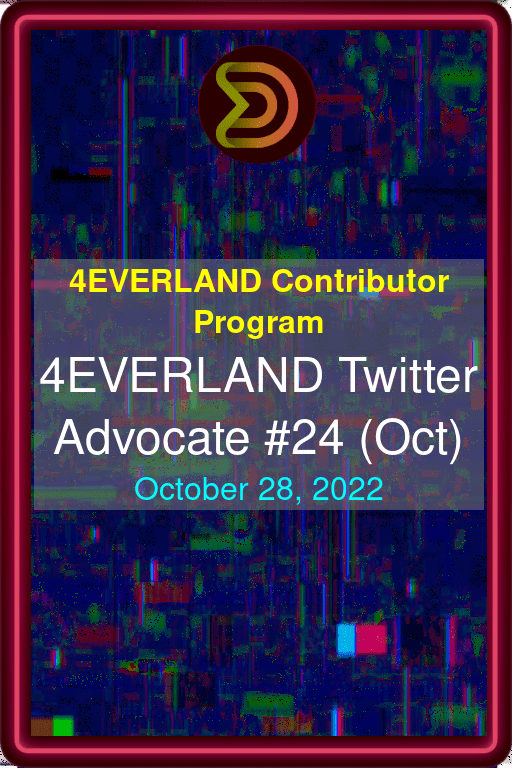 4EVERLAND Contributor
Program
4EVERLAND Twitter
Advocate #24 (Oct)
October 28, 2022